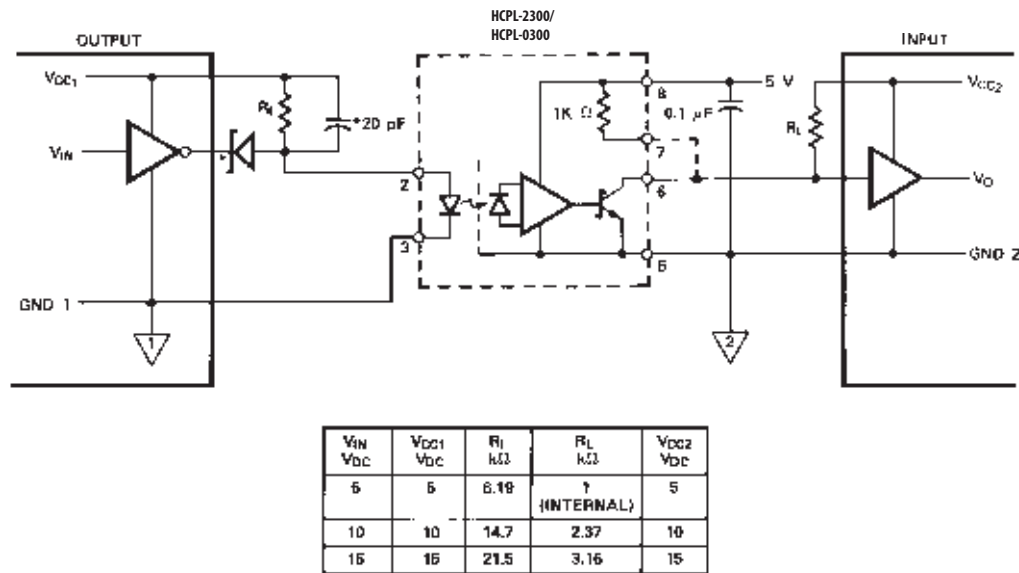 HCPL-2300/
HCPL-0300
OUTPUT
INPUT
VCC1
RI
*20 pF
VIN
2
3
1K Ω
8
7
6
5
5 V
0.1 µF
RL
VCC2
VO
GND 1
GND 2
1
2
VIN VDC VCC1 VDC RI kΩ RL kΩ VCC2 VDC
5 5 6.19 1 (INTERNAL) 5
10 10 14.7 2.37 10
15 15 21.5 3.16 15